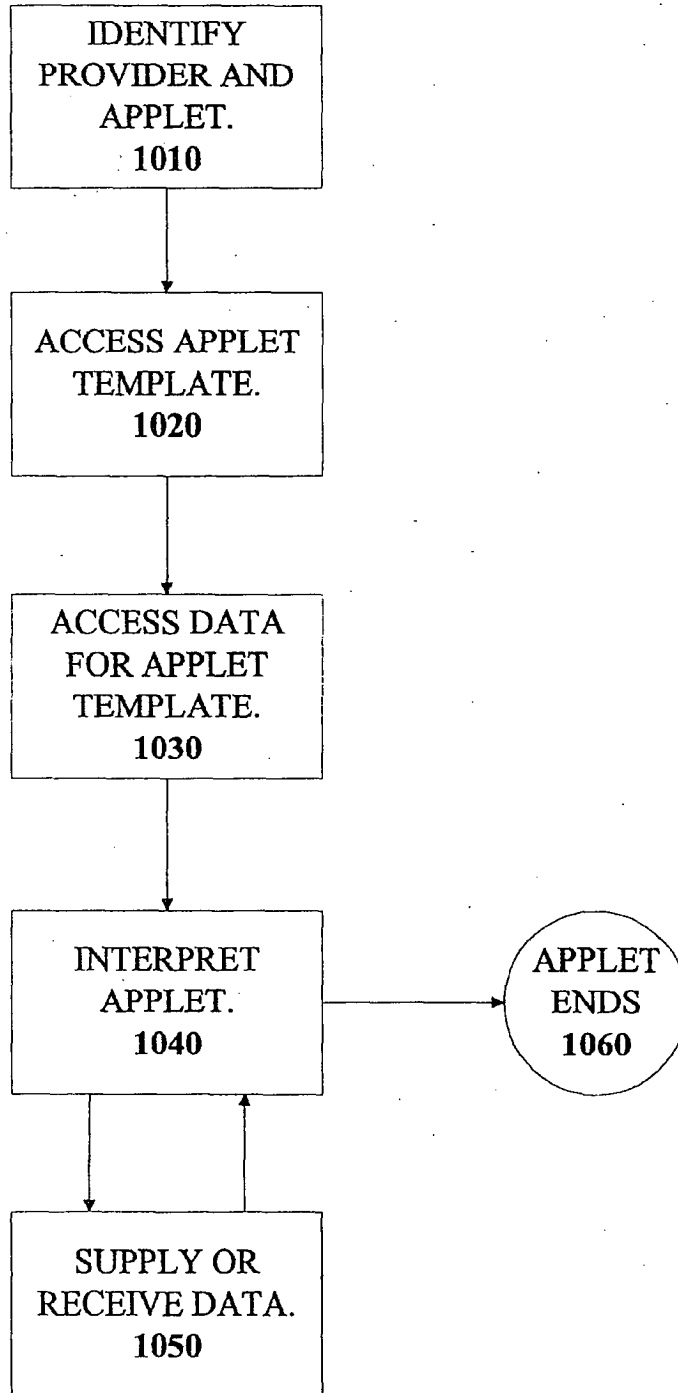 IDENTIFY
PROVIDER AND
APPLET.
1010
ACCESS APPLET
TEMPLATE.
1020
ACCESS DATA
FOR APPLET
TEMPLATE.
1030
INTERPRET
APPLET.
1040
APPLET
ENDS
1060
SUPPLY OR
RECEIVE DATA.
1050